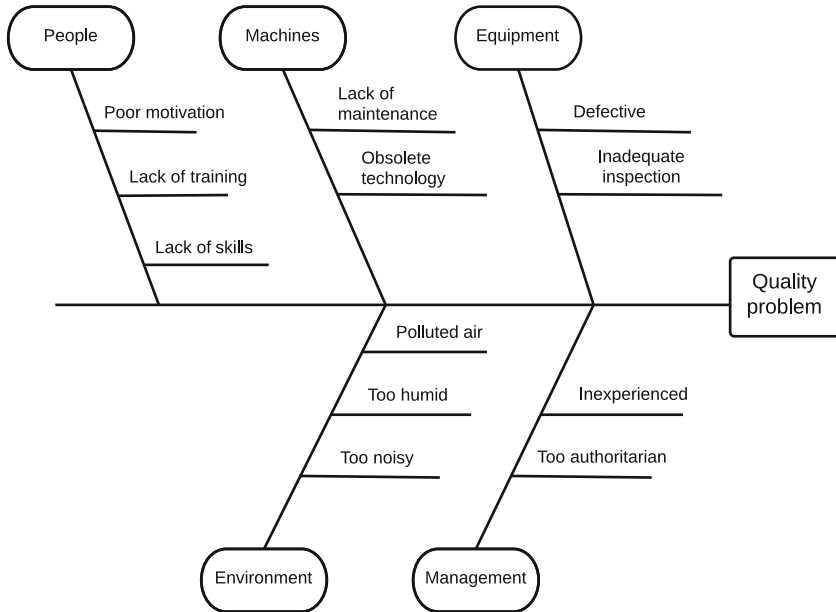 People
Machines
Equipment
Poor motivation
Lack of training
Lack of skills
Lack of
maintenance
Obsolete
technology
Defective
Inadequate
inspection
Quality
problem
Polluted air
Too humid
Too noisy
Inexperienced
Too authoritarian
Environment
Management